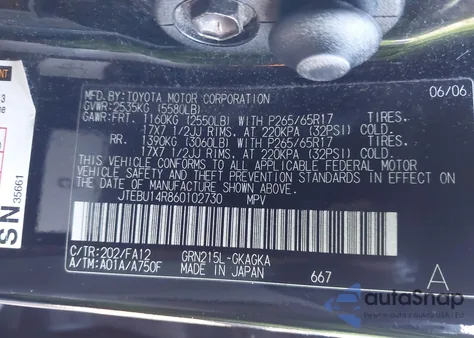 MFD.BY:TOYOTA MOTOR CORPORATION 06/06
GVWR:2535KG (5580LB)
GAWR:FRT. 1160KG (2550LB) WITH P265/65R17 TIRES.
17X7 1/2JJ RIMS. AT 220KPA (32PSI) COLD.
RR. 1390KG (3060LB) WITH P265/65R17 TIRES.
17X7 1/2JJ RIMS. AT 220KPA (32PSI) COLD.
THIS VEHICLE CONFORMS TO ALL APPLICABLE FEDERAL MOTOR
VEHICLE SAFETY AND THEFT PREVENTION STANDARDS IN EFFECT ON
THE DATE OF MANUFACTURE SHOWN ABOVE.
JTEBU14R860102730 MPV
C/TR:202/FA12 GRN215L-GKAGKA
A/TM:A01A/A750F MADE IN JAPAN 667 A
SN
35661
3
autoSnap